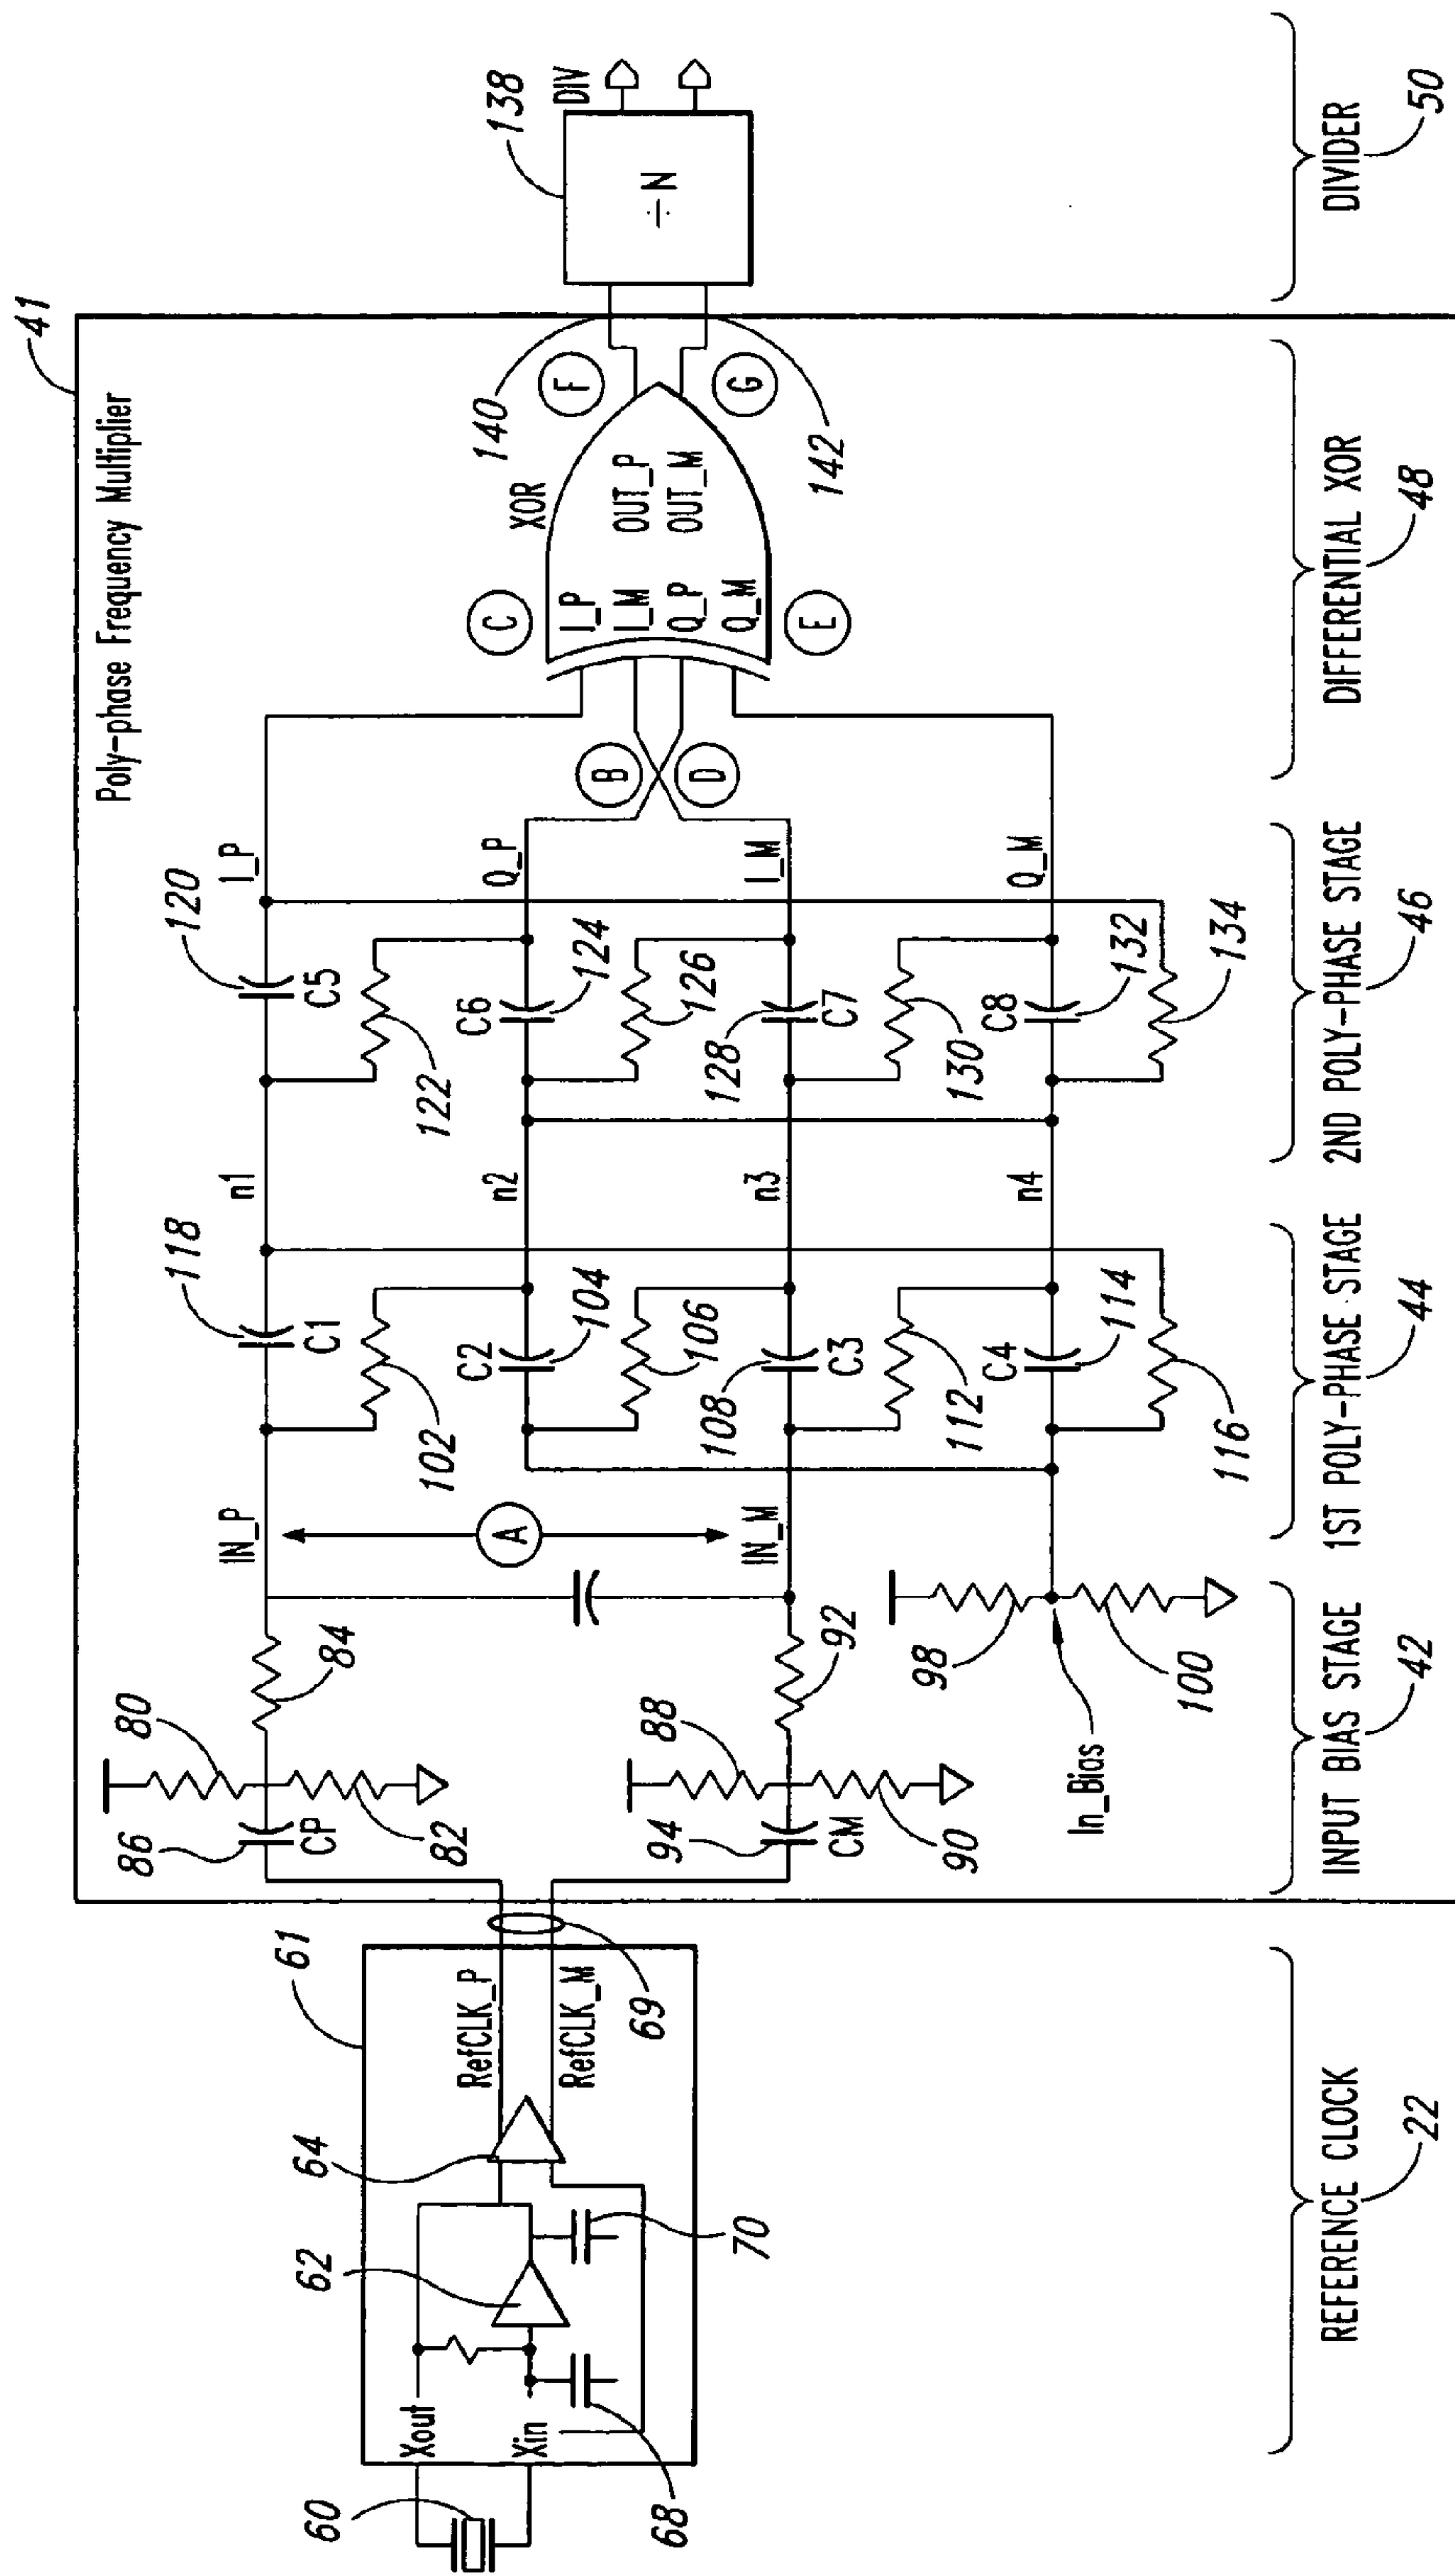 41
Poly-phase Frequency Multiplier
60
Xout
Xin
62
64
68
70
61
RefCLK_P
RefCLK_M
69
86
CP
80
82
84
94
CM
88
90
92
In_Bias
98
100
IN_P
A
IN_M
118
C1
102
C2
104
106
108
C3
112
C4
114
116
n1
n2
n3
n4
120
C5
122
C6
124
126
128
C7
130
C8
132
134
I_P
Q_P
I_M
Q_M
B
D
C
E
XOR
I_P
I_M
Q_P
Q_M
OUT_P
OUT_M
F
G
140
142
138
÷N
DIV
REFERENCE CLOCK
22
INPUT BIAS STAGE
42
1ST POLY-PHASE STAGE
44
2ND POLY-PHASE STAGE
46
DIFFERENTIAL XOR
48
DIVIDER
50